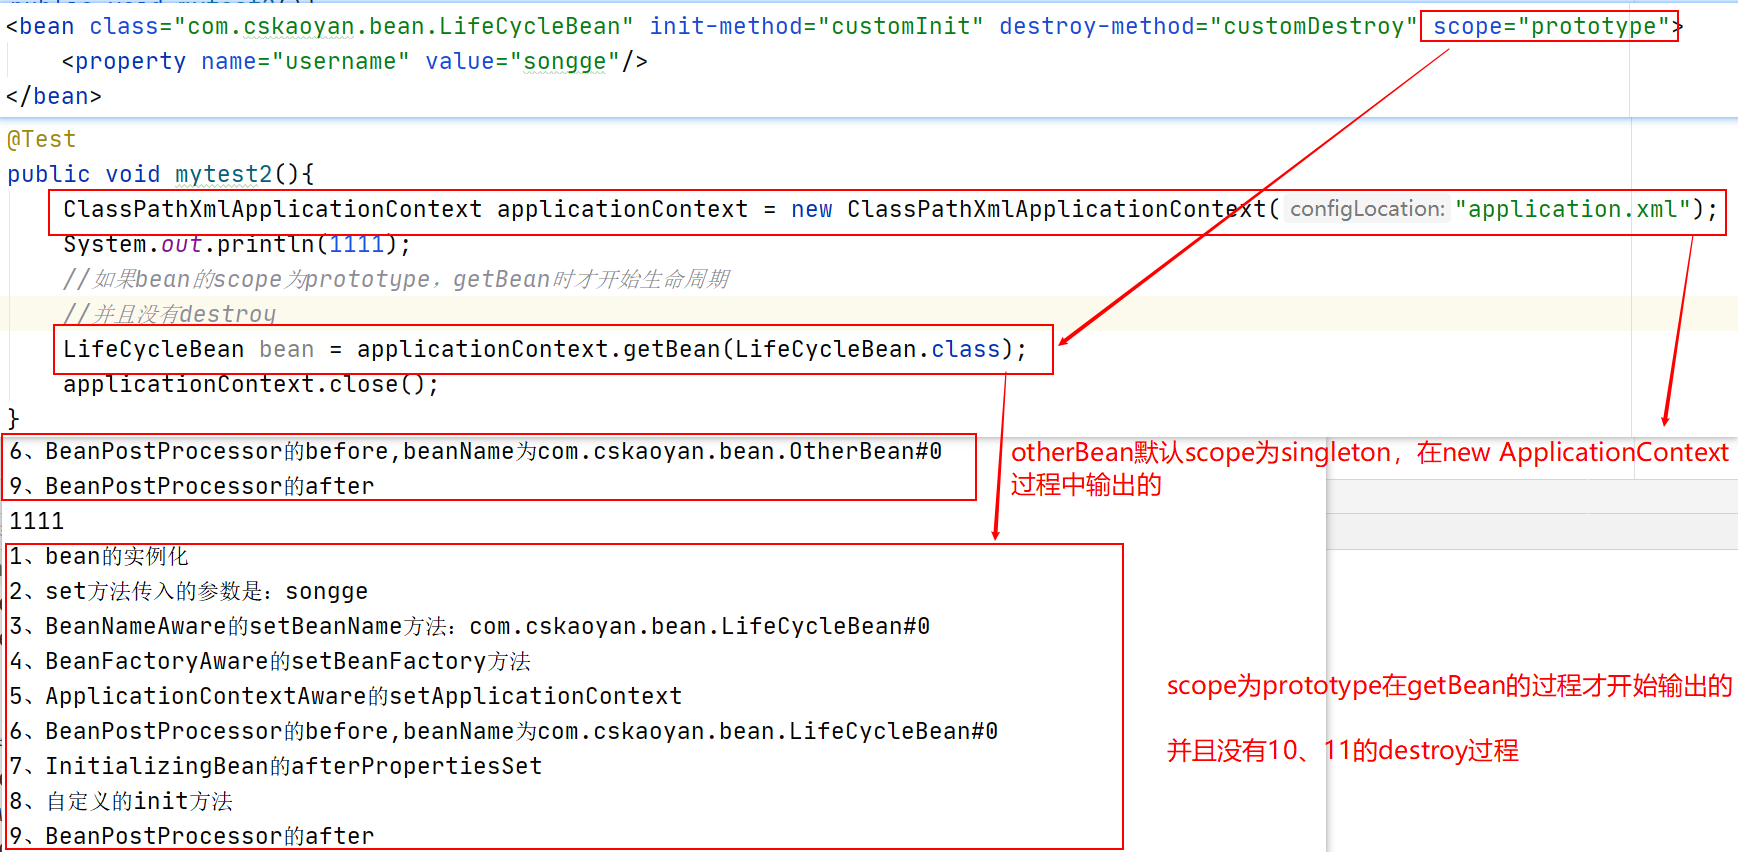 <bean class="com.cskaoyan.bean.LifeCycleBean" init-method="customInit" destroy-method="customDestroy" scope="prototype">
<property name="username" value="songge"/>
</bean>
@Test
public void mytest2(){
ClassPathXmlApplicationContext applicationContext = new ClassPathXmlApplicationContext( configLocation: "application.xml");
System.out.println(1111);
//如果bean的scope为prototype，getBean时才开始生命周期
//并且没有destroy
LifeCycleBean bean = applicationContext.getBean(LifeCycleBean.class);
applicationContext.close();
}
6、BeanPostProcessor的before,beanName为com.cskaoyan.bean.OtherBean#0
9、BeanPostProcessor的after
otherBean默认scope为singleton，在new ApplicationContext
过程中输出的
1111
1、bean的实例化
2、set方法传入的参数是：songge
3、BeanNameAware的setBeanName方法：com.cskaoyan.bean.LifeCycleBean#0
4、BeanFactoryAware的setBeanFactory方法
5、ApplicationContextAware的setApplicationContext
6、BeanPostProcessor的before,beanName为com.cskaoyan.bean.LifeCycleBean#0
7、InitializingBean的afterPropertiesSet
8、自定义的init方法
9、BeanPostProcessor的after
scope为prototype在getBean的过程才开始输出的
并且没有10、11的destroy过程